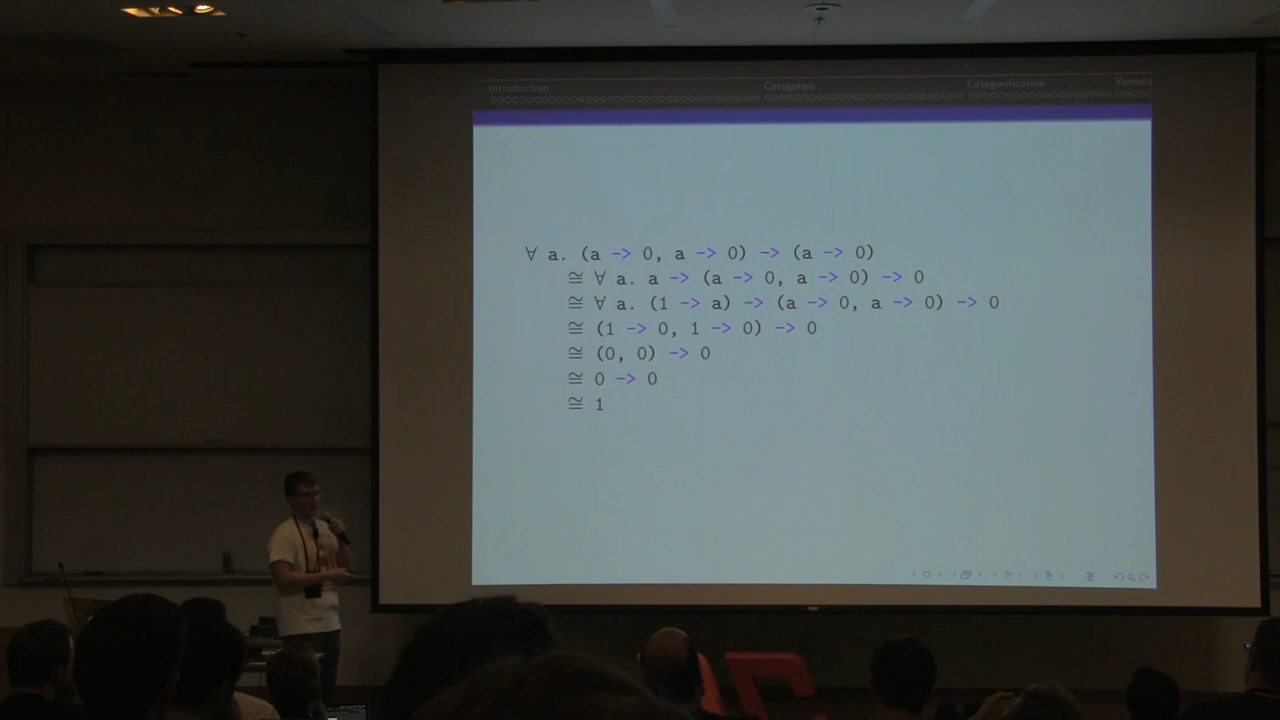 Introduction Categories Categorification Yoneda
∀ a. (a -> 0, a -> 0) -> (a -> 0)
≅ ∀ a. a -> (a -> 0, a -> 0) -> 0
≅ ∀ a. (1 -> a) -> (a -> 0, a -> 0) -> 0
≅ (1 -> 0, 1 -> 0) -> 0
≅ (0, 0) -> 0
≅ 0 -> 0
≅ 1